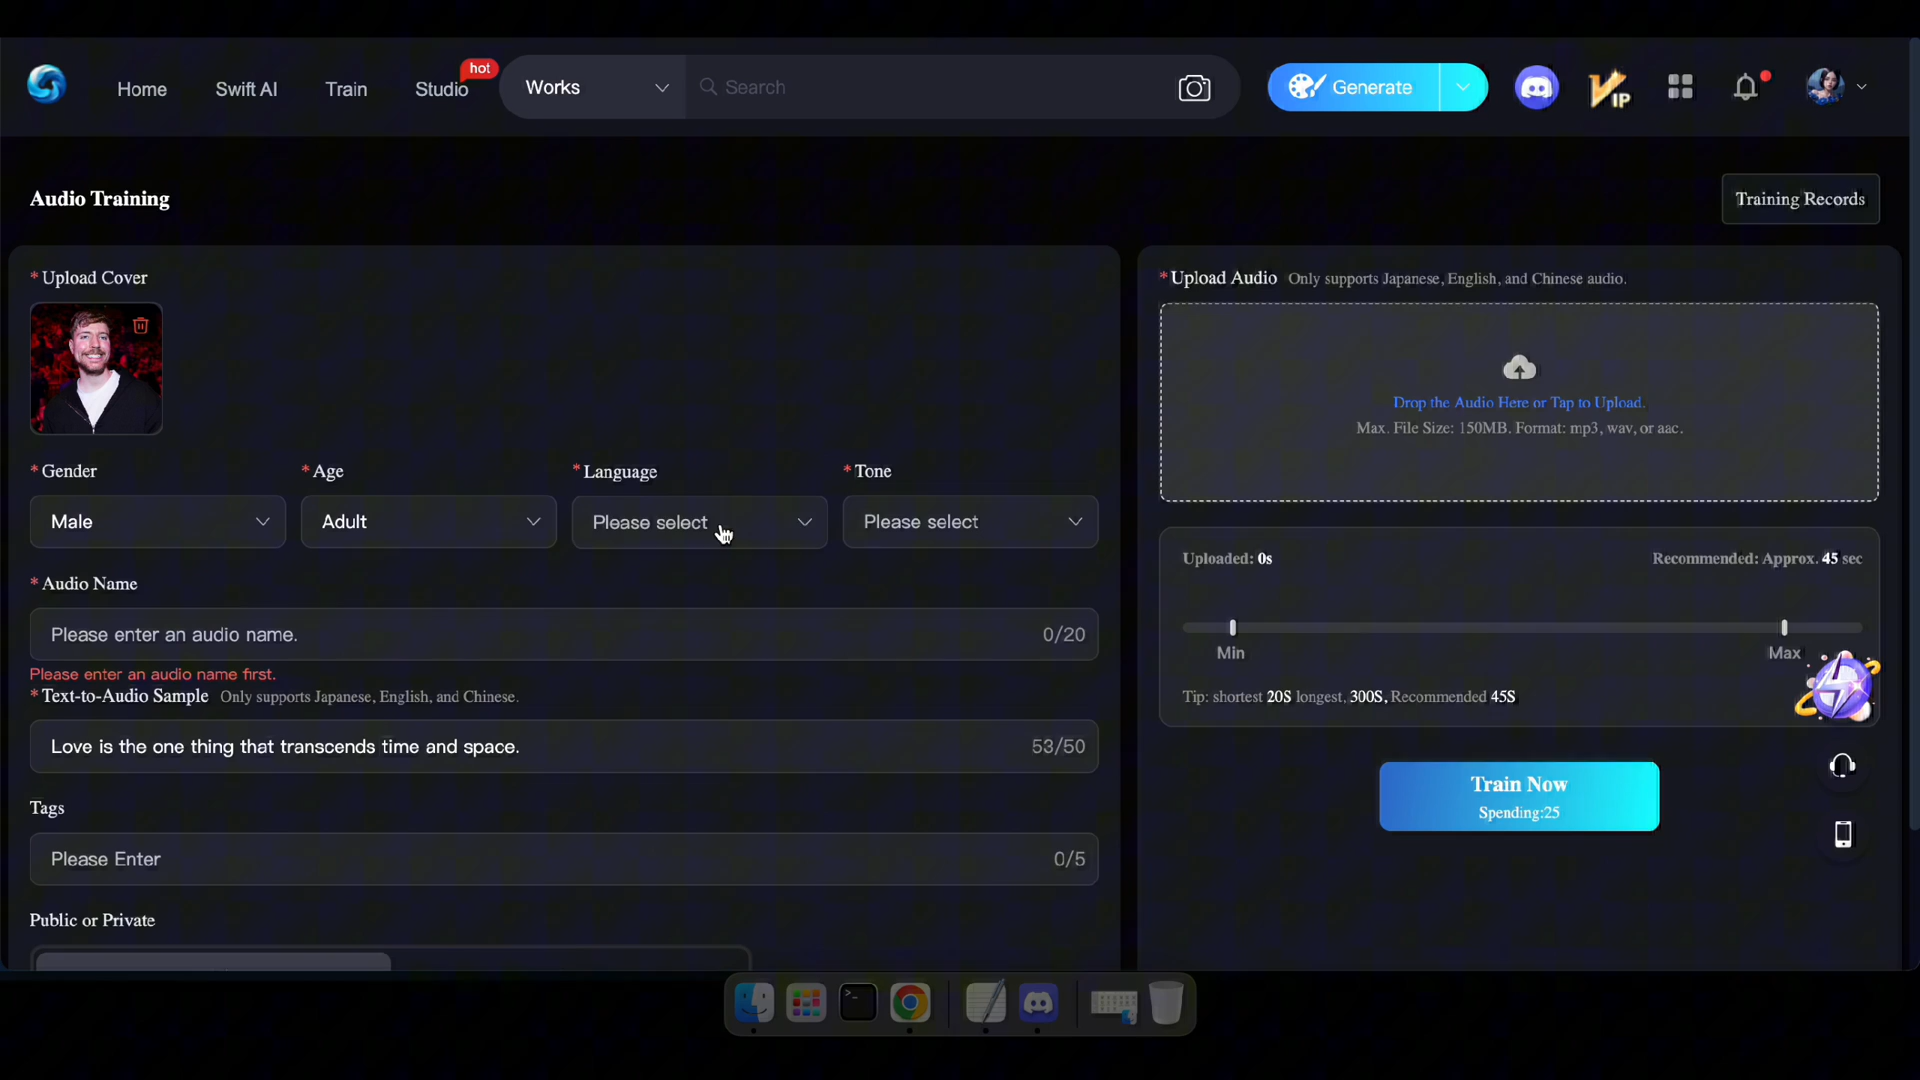 Home
Swift AI
Train
Studio
hot
Works
Search
Generate
VIP
Audio Training
Training Records
* Upload Cover
* Gender
* Age
* Language
* Tone
Male
Adult
Please select
Please select
* Audio Name
Please enter an audio name.
0/20
Please enter an audio name first.
* Text-to-Audio Sample Only supports Japanese, English, and Chinese.
Love is the one thing that transcends time and space.
53/50
Tags
Please Enter
0/5
Public or Private
* Upload Audio Only supports Japanese, English, and Chinese audio.
Drop the Audio Here or Tap to Upload.
Max. File Size: 150MB. Format: mp3, wav, or aac.
Uploaded: 0s
Recommended: Approx. 45 sec
Min
Max
Tip: shortest 20S longest, 300S, Recommended 45S
Train Now
Spending:25